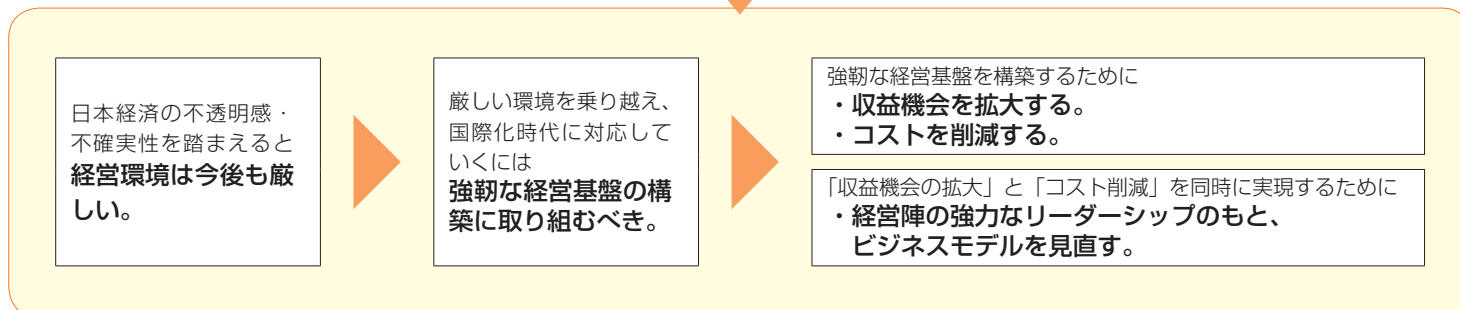 日本経済の不透明感・
不確実性を踏まえると
経営環境は今後も厳
しい。
厳しい環境を乗り越え、
国際化時代に対応して
いくには
強靭な経営基盤の構
築に取り組むべき。
強靭な経営基盤を構築するために
・収益機会を拡大する。
・コストを削減する。
「収益機会の拡大」と「コスト削減」を同時に実現するために
・経営陣の強力なリーダーシップのもと、
ビジネスモデルを見直す。